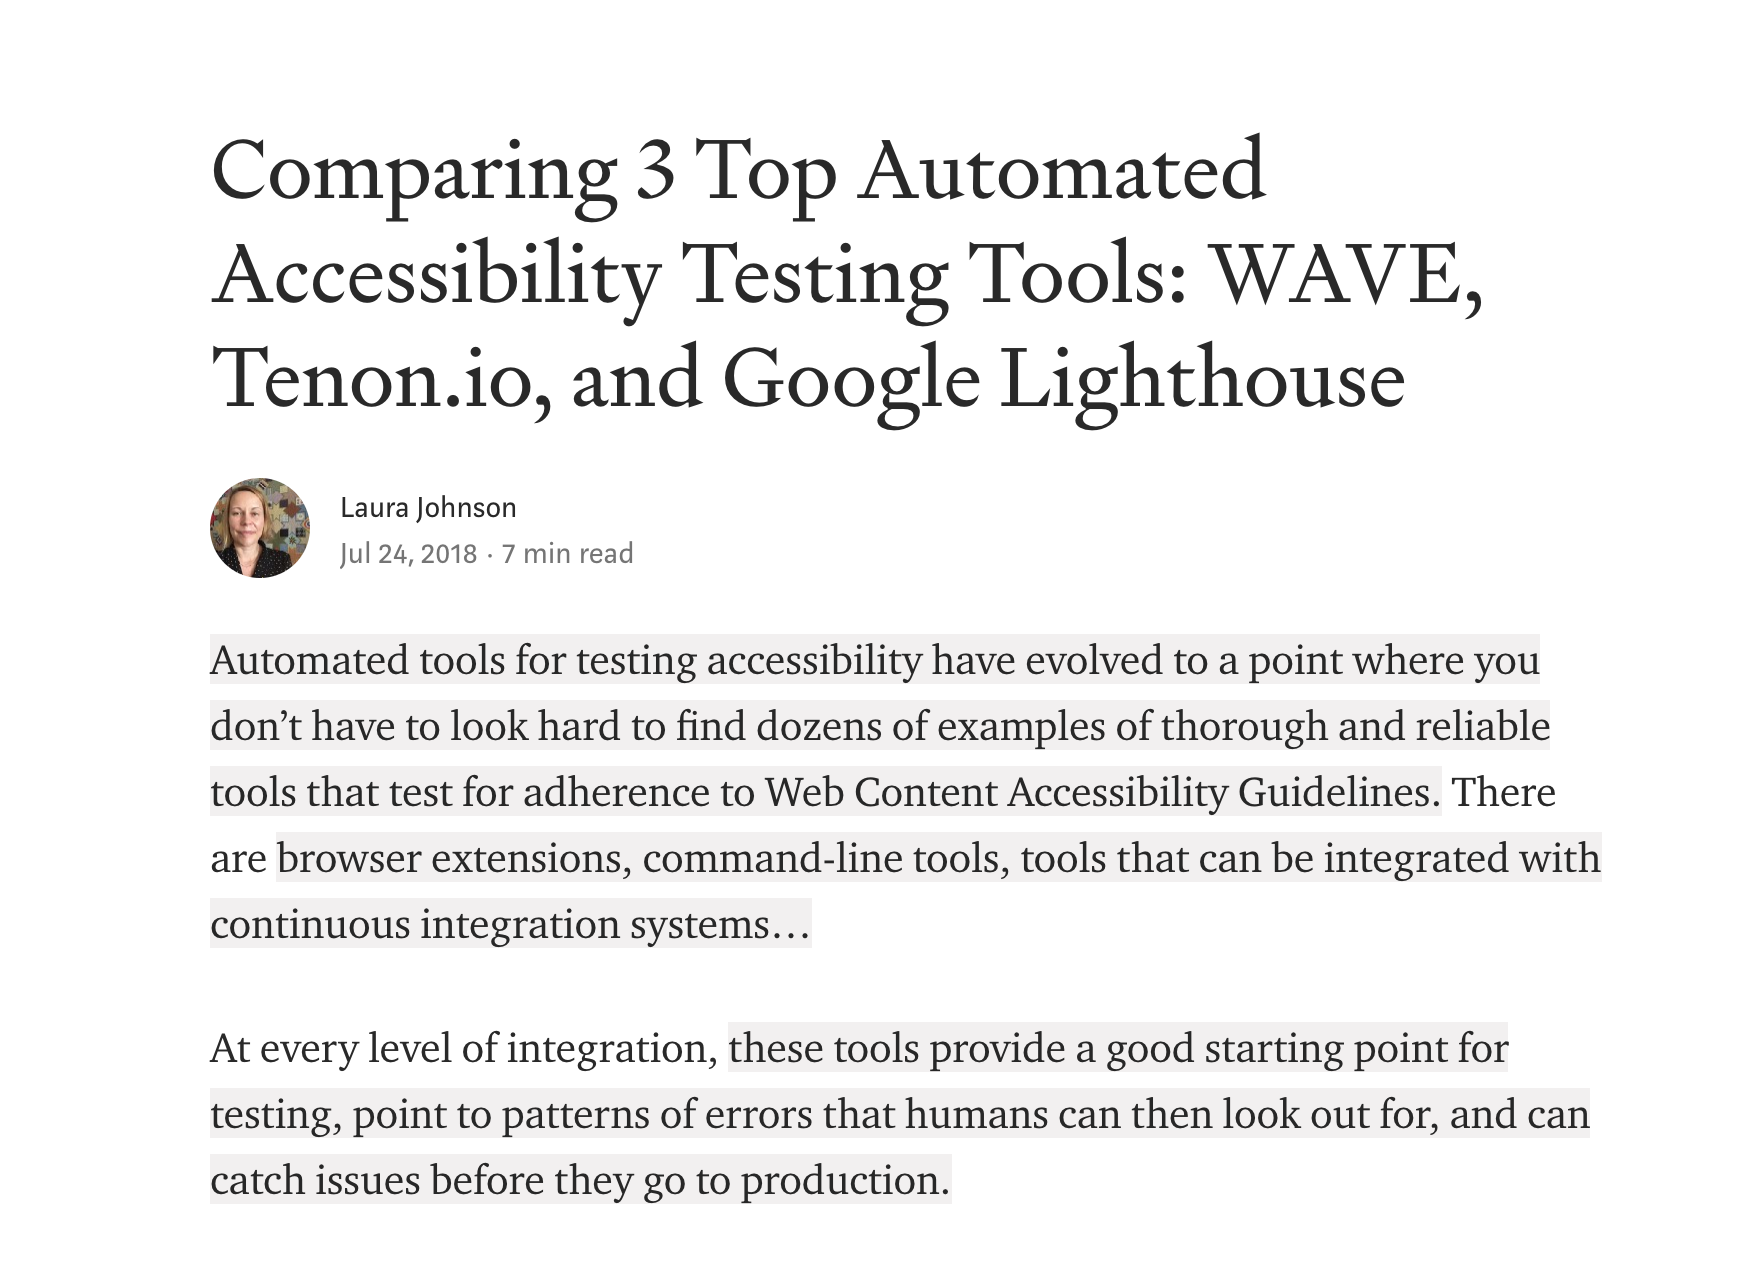 Comparing 3 Top Automated
Accessibility Testing Tools: WAVE,
Tenon.io, and Google Lighthouse
Laura Johnson
Jul 24, 2018 · 7 min read
Automated tools for testing accessibility have evolved to a point where you
don’t have to look hard to find dozens of examples of thorough and reliable
tools that test for adherence to Web Content Accessibility Guidelines. There
are browser extensions, command-line tools, tools that can be integrated with
continuous integration systems…
At every level of integration, these tools provide a good starting point for
testing, point to patterns of errors that humans can then look out for, and can
catch issues before they go to production.